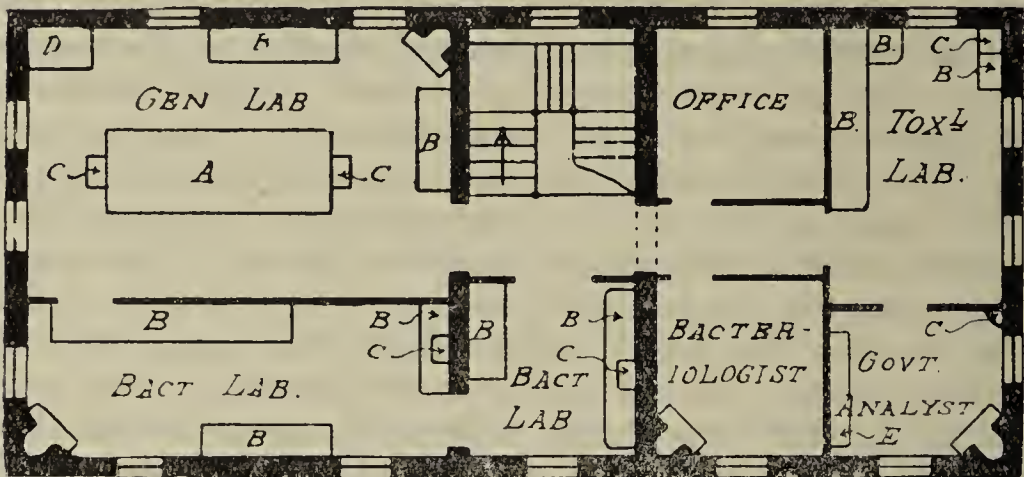 D
B
GEN LAB
B
C
A
C
OFFICE
B.
B.
C
B
TOXL
LAB.
B
BACT LAB.
B
C
B
B
B
C
BACT
LAB
BACTER-
IOLOGIST
C
GOVT.
ANALYST
E